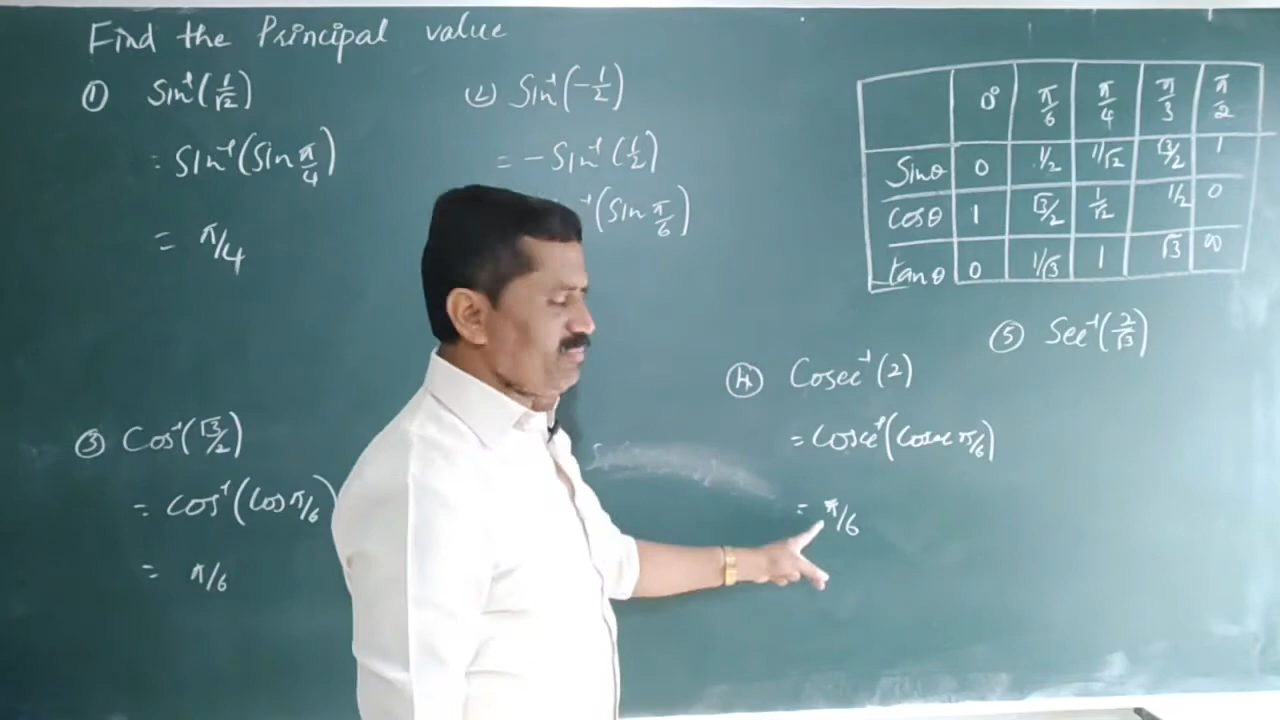 Find the Principal value
① Sin⁻¹(1/√2)
= Sin⁻¹(Sin π/4)
= π/4
② Sin⁻¹(-1/2)
= -Sin⁻¹(1/2)
⁻¹(Sin π/6)
③ Cos⁻¹(√3/2)
= Cos⁻¹(Cos π/6)
= π/6
0° π/6 π/4 π/3 π/2
Sinθ 0 1/2 1/√2 √3/2 1
Cosθ 1 √3/2 1/√2 1/2 0
tanθ 0 1/√3 1 √3 ∞
④ Cosec⁻¹(2)
= Cosec⁻¹(Cosec π/6)
= π/6
⑤ Sec⁻¹(2/√3)